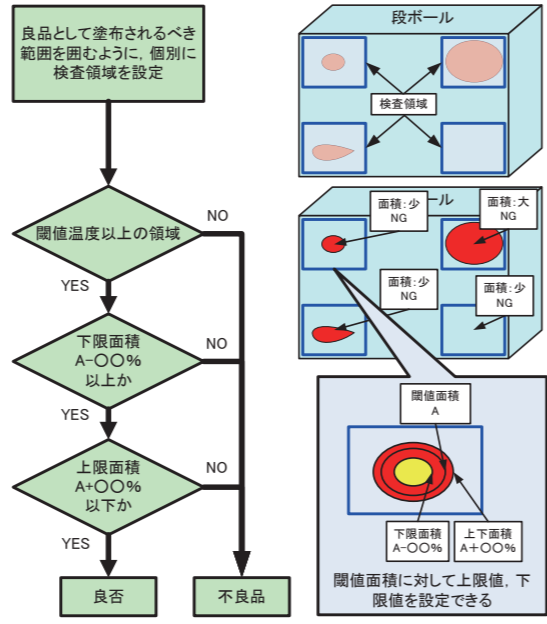 良品として塗布されるべき
範囲を囲むように，個別に
検査領域を設定
閾値温度以上の領域
NO
YES
下限面積
A−〇〇%
以上か
NO
YES
上限面積
A+〇〇%
以下か
NO
YES
良否
不良品
段ボール
検査領域
ール
面積:少
NG
面積:大
NG
面積:少
NG
面積:少
NG
閾値面積
A
下限面積
A−〇〇%
上下面積
A＋〇〇%
閾値面積に対して上限値，下
限値を設定できる